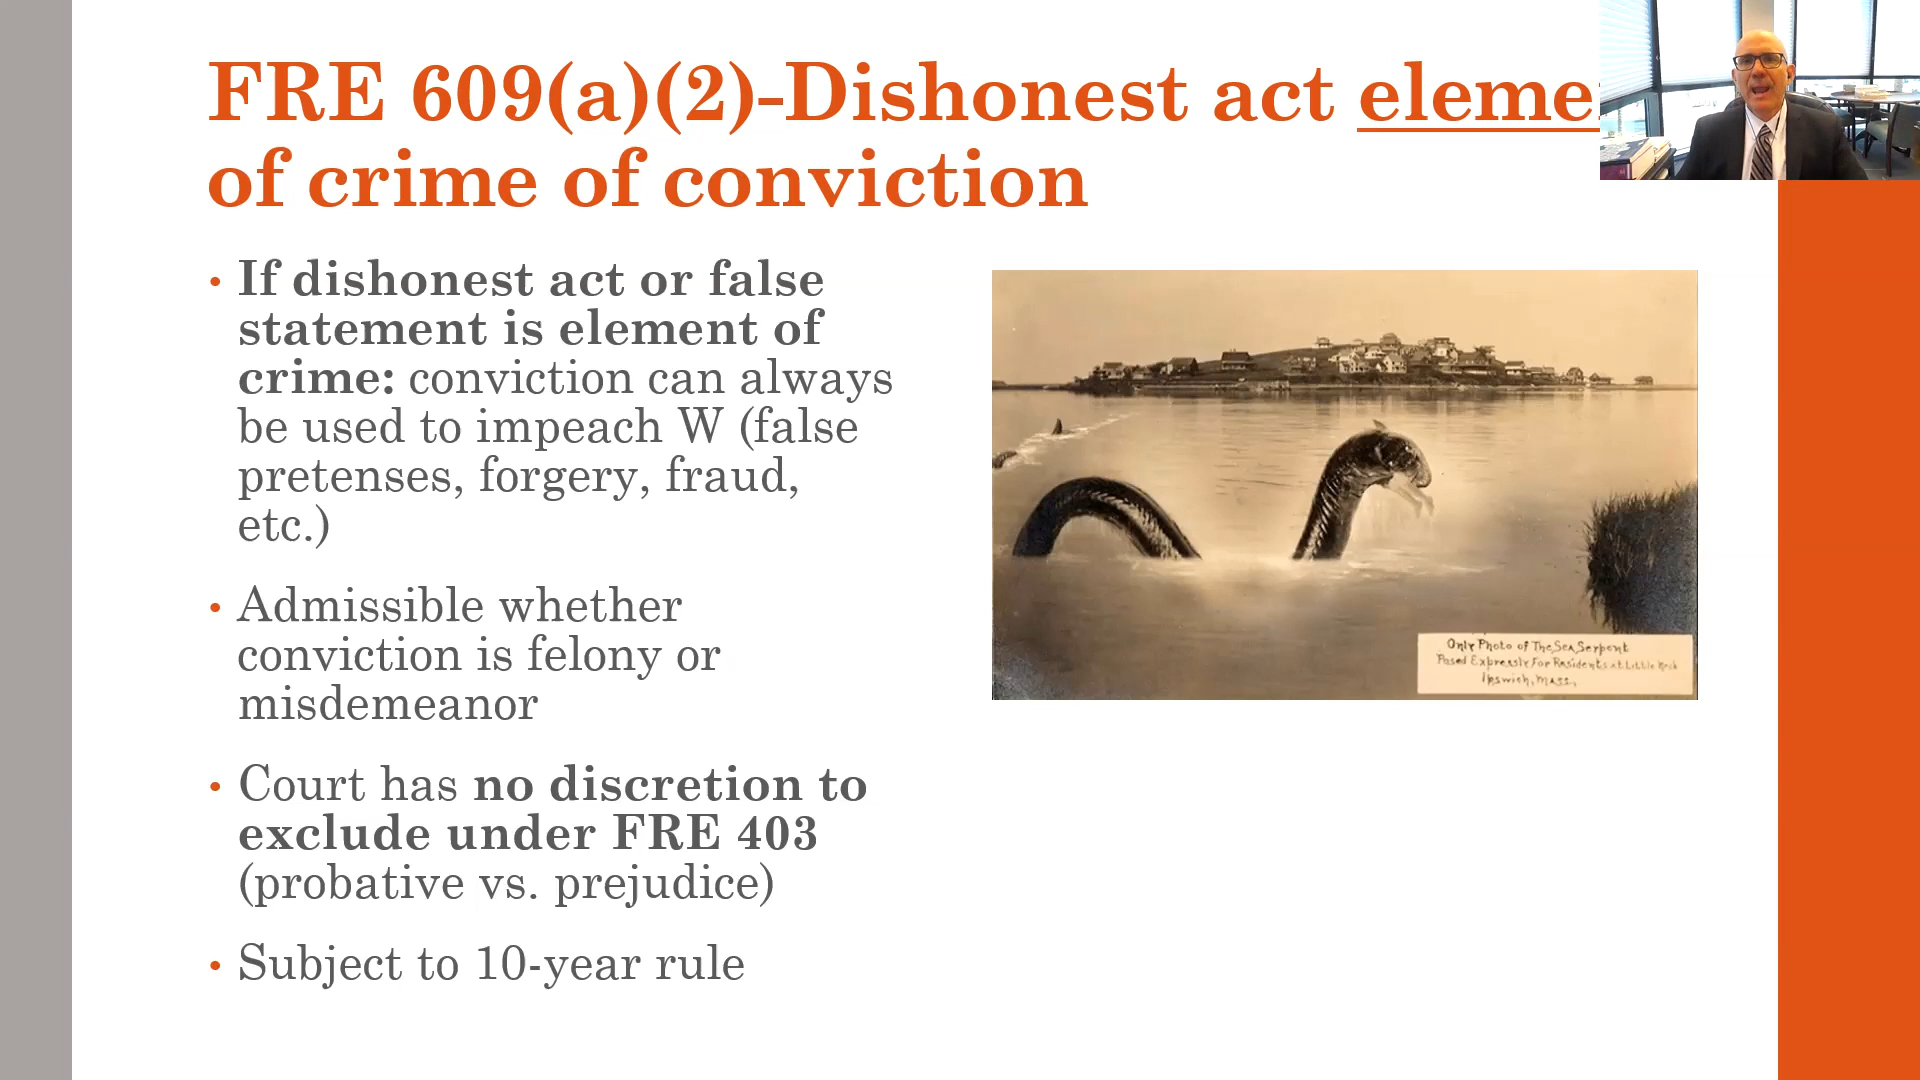 FRE 609(a)(2)-Dishonest act eleme
of crime of conviction
• If dishonest act or false
statement is element of
crime: conviction can always
be used to impeach W (false
pretenses, forgery, fraud,
etc.)
• Admissible whether
conviction is felony or
misdemeanor
• Court has no discretion to
exclude under FRE 403
(probative vs. prejudice)
• Subject to 10-year rule
Only Photo of The Sea Serpent
Posed Expressly For Residents at Little Neck
Ipswich, Mass.